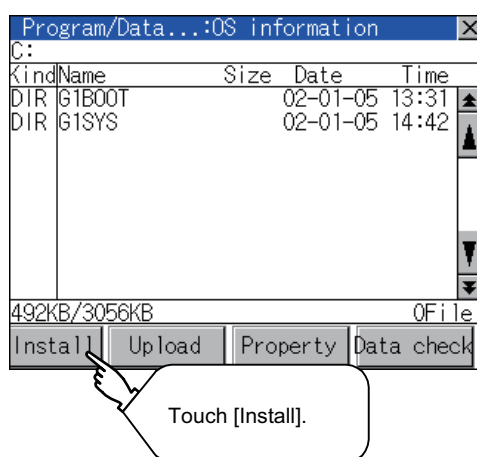 Program/Data...:OS information ×
C:
Kind Name Size Date Time
DIR G1BOOT 02-01-05 13:31
DIR G1SYS 02-01-05 14:42
492KB/3056KB 0File
Install Upload Property Data check
Touch [Install].